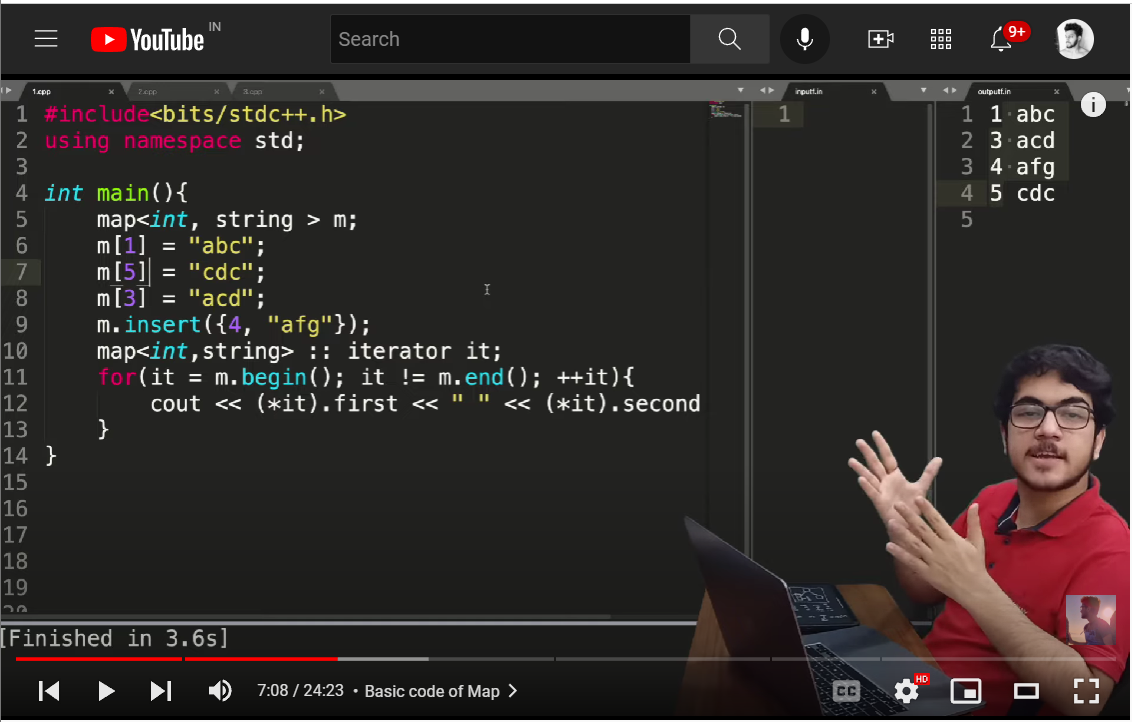 YouTube IN
Search
9+
1.cpp 2.cpp 3.cpp inputf.in outputf.in
1 #include<bits/stdc++.h>
2 using namespace std;
3
4 int main(){
5 map<int, string > m;
6 m[1] = "abc";
7 m[5] = "cdc";
8 m[3] = "acd";
9 m.insert({4, "afg"});
10 map<int,string> :: iterator it;
11 for(it = m.begin(); it != m.end(); ++it){
12 cout << (*it).first << " " << (*it).second
13 }
14 }
15
16
17
18
19
20
1
1 1 abc
2 3 acd
3 4 afg
4 5 cdc
5
i
[Finished in 3.6s]
7:08 / 24:23 • Basic code of Map
CC
HD